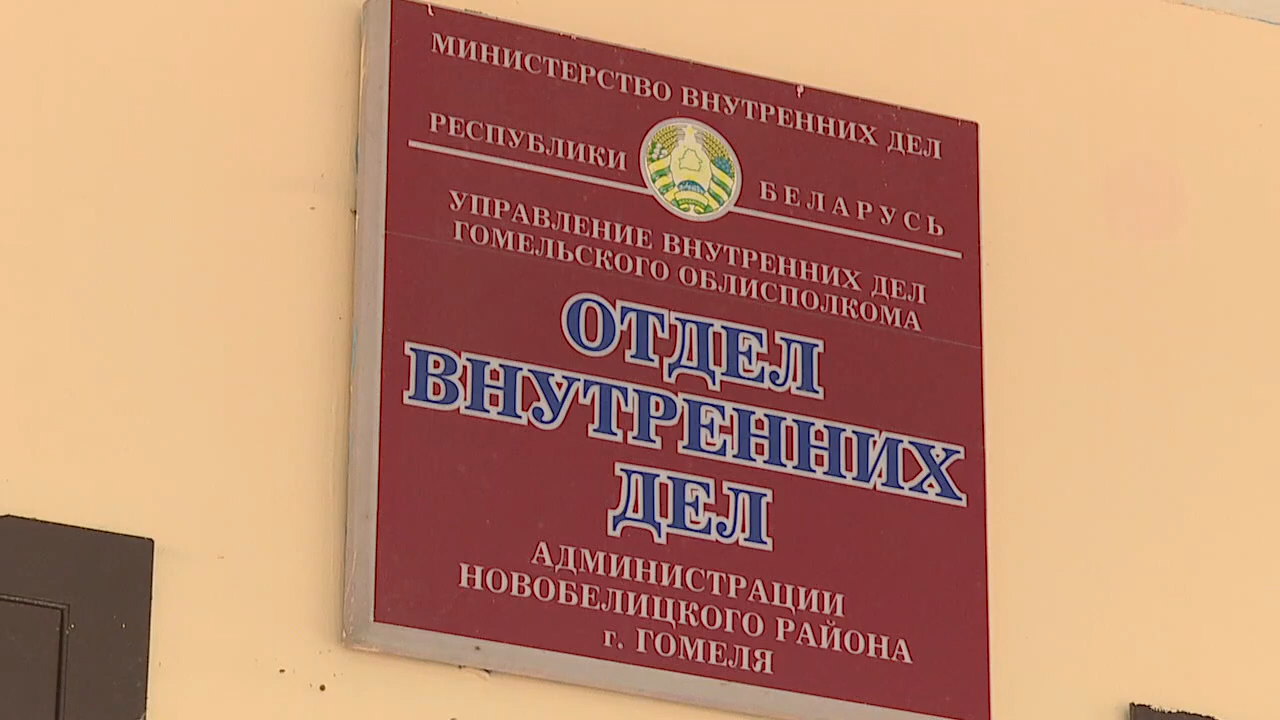 МИНИСТЕРСТВО ВНУТРЕННИХ ДЕЛ
РЕСПУБЛИКИ БЕЛАРУСЬ
УПРАВЛЕНИЕ ВНУТРЕННИХ ДЕЛ
ГОМЕЛЬСКОГО ОБЛИСПОЛКОМА
ОТДЕЛ
ВНУТРЕННИХ
ДЕЛ
АДМИНИСТРАЦИИ
НОВОБЕЛИЦКОГО РАЙОНА
г. ГОМЕЛЯ